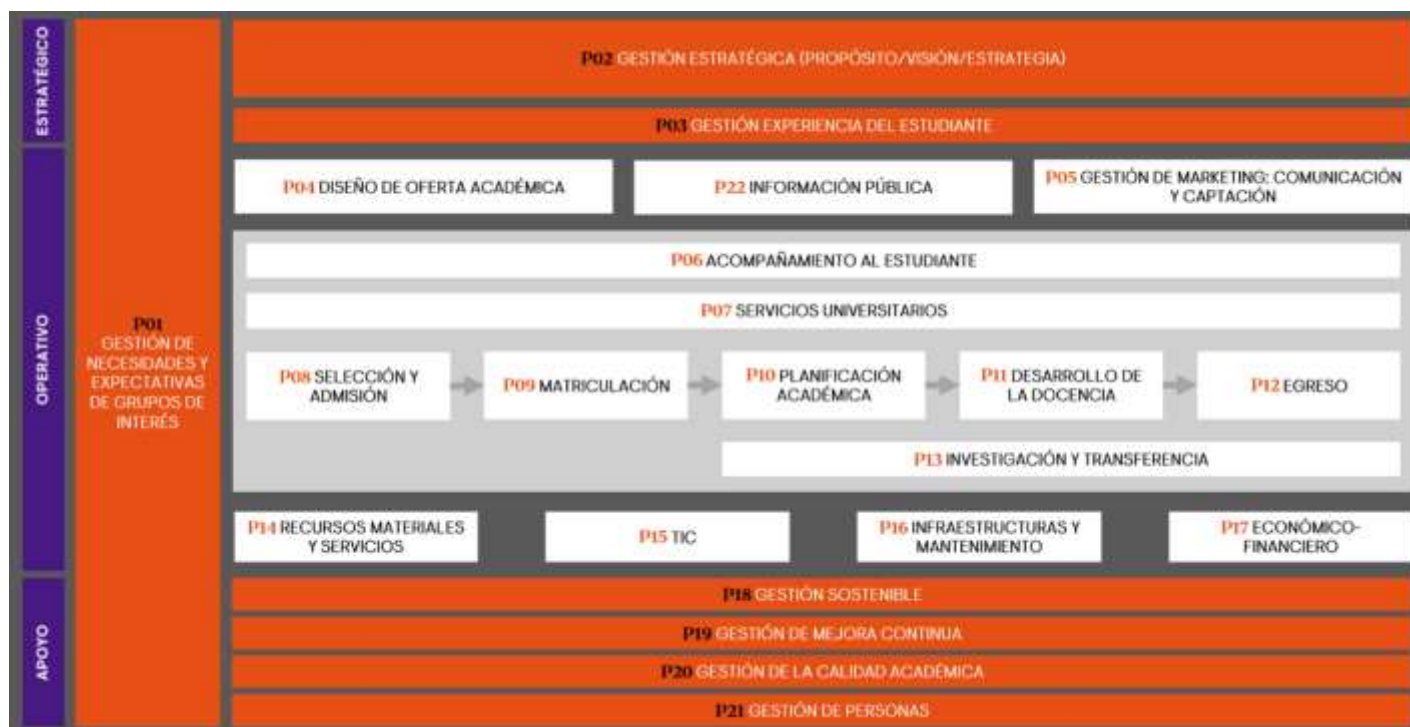 ESTRATÉGICO
P02 GESTIÓN ESTRATÉGICA (PROPÓSITO/VISIÓN/ESTRATEGIA)
P03 GESTIÓN EXPERIENCIA DEL ESTUDIANTE
OPERATIVO
P01
GESTIÓN DE
NECESIDADES Y
EXPECTATIVAS
DE GRUPOS DE
INTERÉS
P04 DISEÑO DE OFERTA ACADÉMICA
P22 INFORMACIÓN PÚBLICA
P05 GESTIÓN DE MARKETING: COMUNICACIÓN
Y CAPTACIÓN
P06 ACOMPAÑAMIENTO AL ESTUDIANTE
P07 SERVICIOS UNIVERSITARIOS
P08 SELECCIÓN Y
ADMISIÓN
P09 MATRICULACIÓN
P10 PLANIFICACIÓN
ACADÉMICA
P11 DESARROLLO DE
LA DOCENCIA
P12 EGRESO
P13 INVESTIGACIÓN Y TRANSFERENCIA
P14 RECURSOS MATERIALES
Y SERVICIOS
P15 TIC
P16 INFRAESTRUCTURAS Y
MANTENIMIENTO
P17 ECONÓMICO-
FINANCIERO
APOYO
P18 GESTIÓN SOSTENIBLE
P19 GESTIÓN DE MEJORA CONTINUA
P20 GESTIÓN DE LA CALIDAD ACADÉMICA
P21 GESTIÓN DE PERSONAS